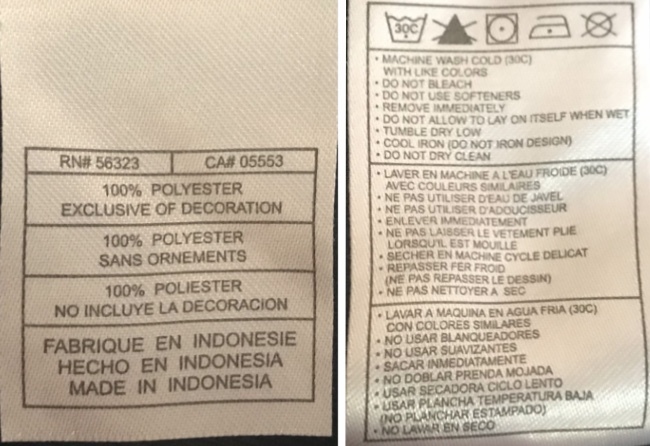 RN# 56323 CA# 05553
100% POLYESTER
EXCLUSIVE OF DECORATION
100% POLYESTER
SANS ORNEMENTS
100% POLIESTER
NO INCLUYE LA DECORACION
FABRIQUE EN INDONESIE
HECHO EN INDONESIA
MADE IN INDONESIA
30C
• MACHINE WASH COLD (30C)
WITH LIKE COLORS
• DO NOT BLEACH
• DO NOT USE SOFTENERS
• REMOVE IMMEDIATELY
• DO NOT ALLOW TO LAY ON ITSELF WHEN WET
• TUMBLE DRY LOW
• COOL IRON (DO NOT IRON DESIGN)
• DO NOT DRY CLEAN
• LAVER EN MACHINE A L'EAU FROIDE (30C)
AVEC COULEURS SIMILAIRES
• NE PAS UTILISER D'EAU DE JAVEL
• NE PAS UTILISER D'ADOUCISSEUR
• ENLEVER IMMEDIATEMENT
• NE PAS LAISSER LE VETEMENT PLIE
LORSQU'IL EST MOUILLE
• SECHER EN MACHINE CYCLE DELICAT
• REPASSER FER FROID
(NE PAS REPASSER LE DESSIN)
• NE PAS NETTOYER A SEC
• LAVAR A MAQUINA EN AGUA FRIA (30C)
CON COLORES SIMILARES
• NO USAR BLANQUEADORES
• NO USAR SUAVIZANTES
• SACAR INMEDIATAMENTE
• NO DOBLAR PRENDA MOJADA
• USAR SECADORA CICLO LENTO
• USAR PLANCHA TEMPERATURA BAJA
(NO PLANCHAR ESTAMPADO)
• NO LAVAR EN SECO